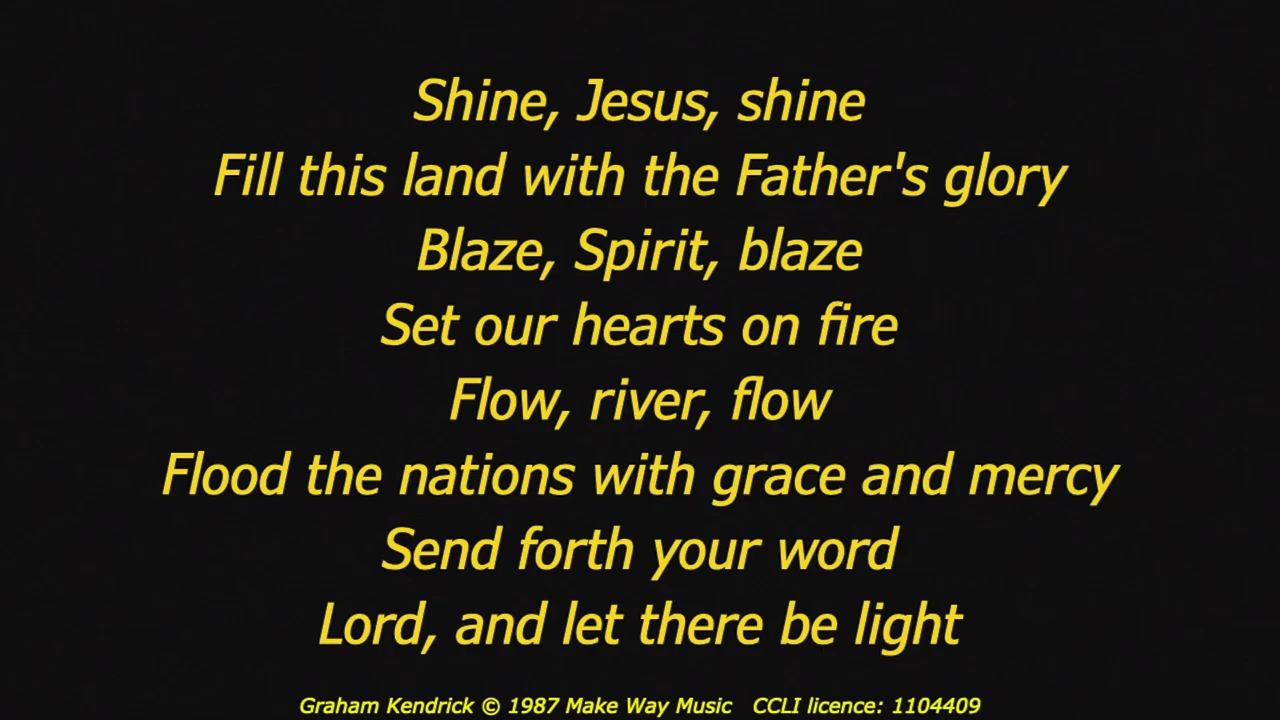 Shine, Jesus, shine
Fill this land with the Father's glory
Blaze, Spirit, blaze
Set our hearts on fire
Flow, river, flow
Flood the nations with grace and mercy
Send forth your word
Lord, and let there be light
Graham Kendrick © 1987 Make Way Music   CCLI licence: 1104409